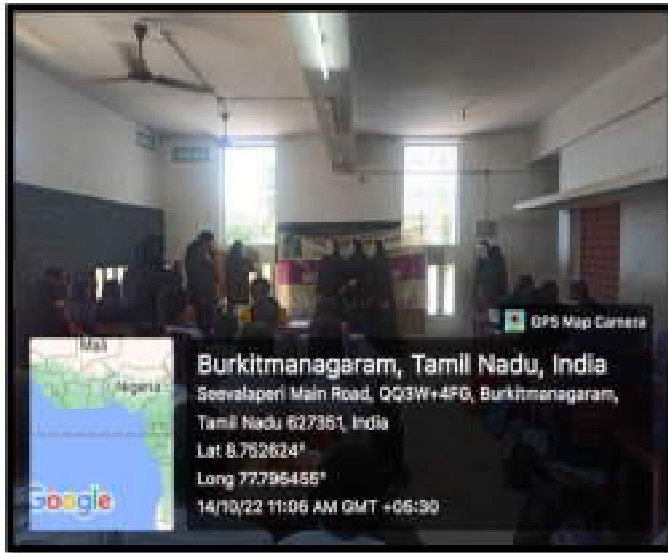 GPS Map Camera
Mali
Nigeria
Google
Burkitmanagaram, Tamil Nadu, India
Seevalaperi Main Road, QQ3W+4FG, Burkitmanagaram,
Tamil Nadu 627351, India
Lat 8.752624°
Long 77.796455°
14/10/22 11:06 AM GMT +05:30